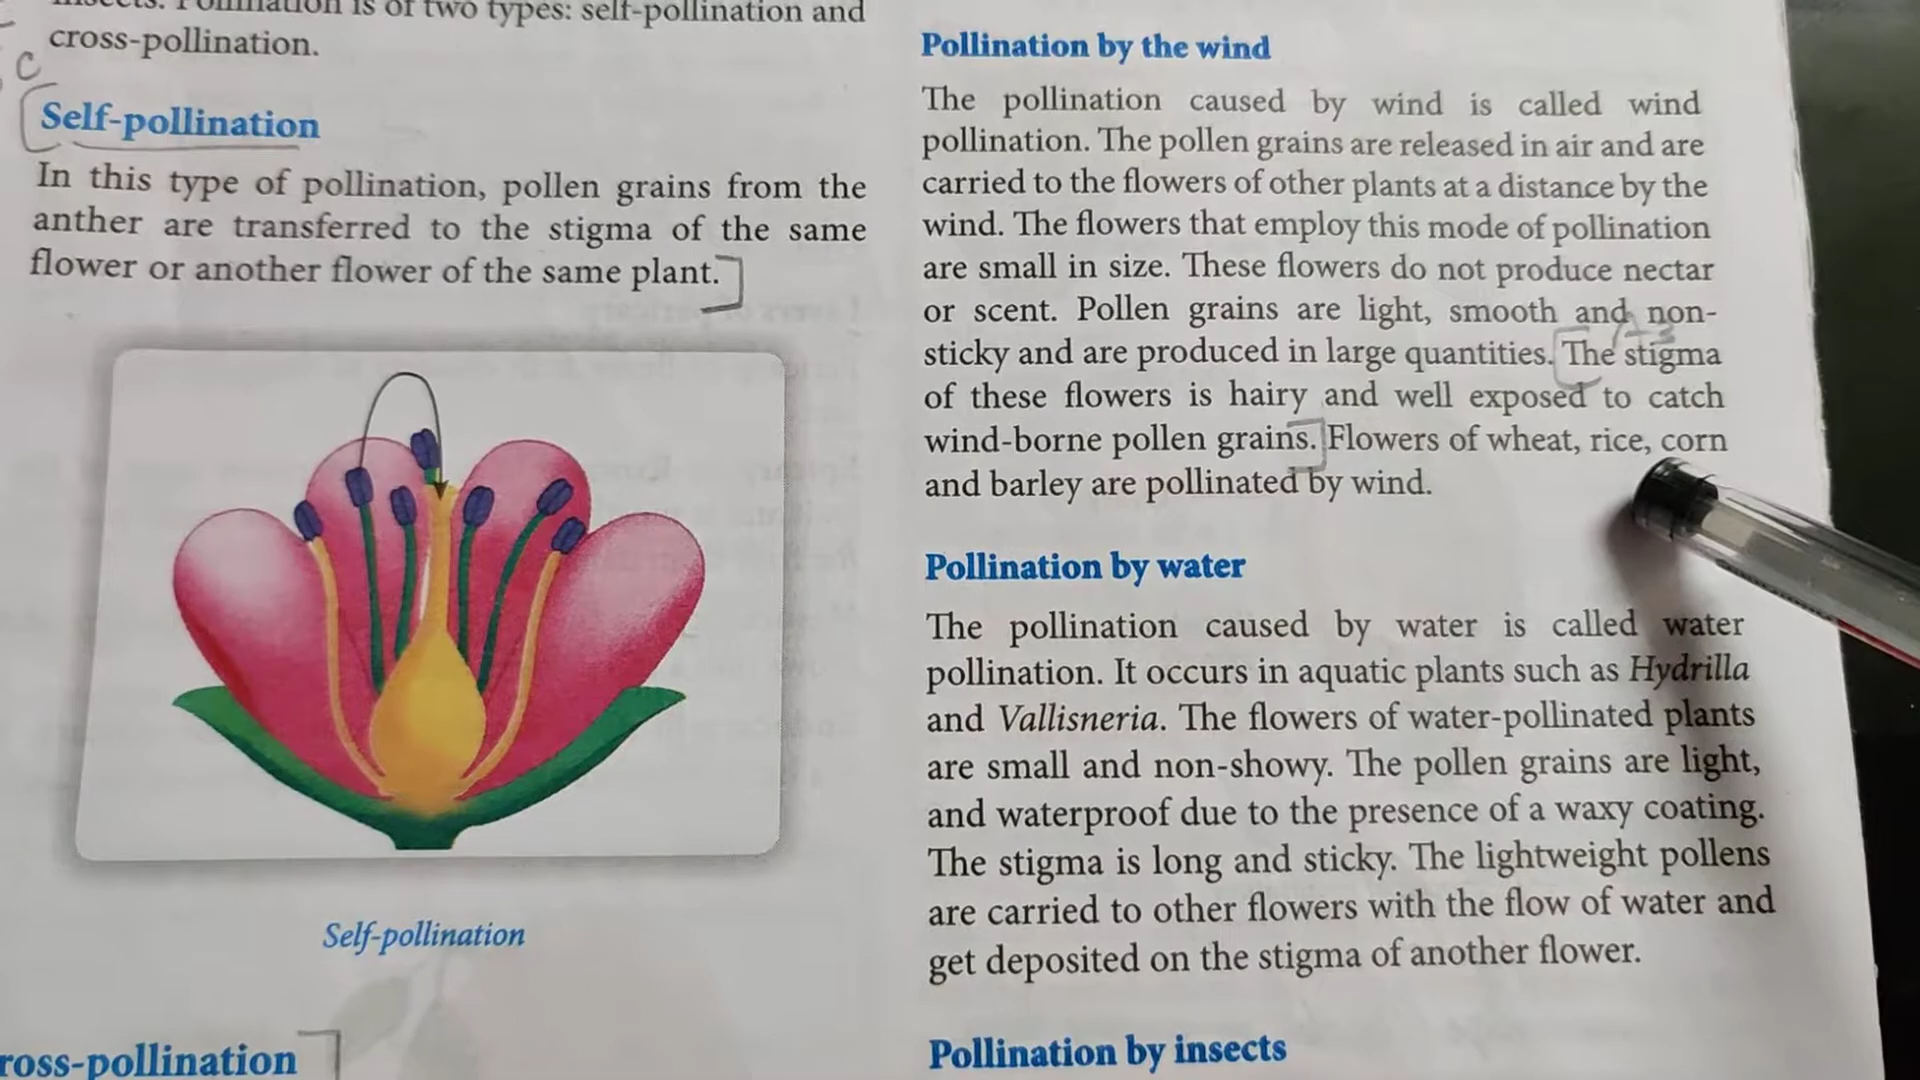 insects. Pollination is of two types: self-pollination and
cross-pollination.
C
Self-pollination
In this type of pollination, pollen grains from the
anther are transferred to the stigma of the same
flower or another flower of the same plant.
Self-pollination
ross-pollination
Pollination by the wind
The pollination caused by wind is called wind
pollination. The pollen grains are released in air and are
carried to the flowers of other plants at a distance by the
wind. The flowers that employ this mode of pollination
are small in size. These flowers do not produce nectar
or scent. Pollen grains are light, smooth and non-
sticky and are produced in large quantities. The stigma
of these flowers is hairy and well exposed to catch
wind-borne pollen grains. Flowers of wheat, rice, corn
and barley are pollinated by wind.
Pollination by water
The pollination caused by water is called water
pollination. It occurs in aquatic plants such as Hydrilla
and Vallisneria. The flowers of water-pollinated plants
are small and non-showy. The pollen grains are light,
and waterproof due to the presence of a waxy coating.
The stigma is long and sticky. The lightweight pollens
are carried to other flowers with the flow of water and
get deposited on the stigma of another flower.
Pollination by insects